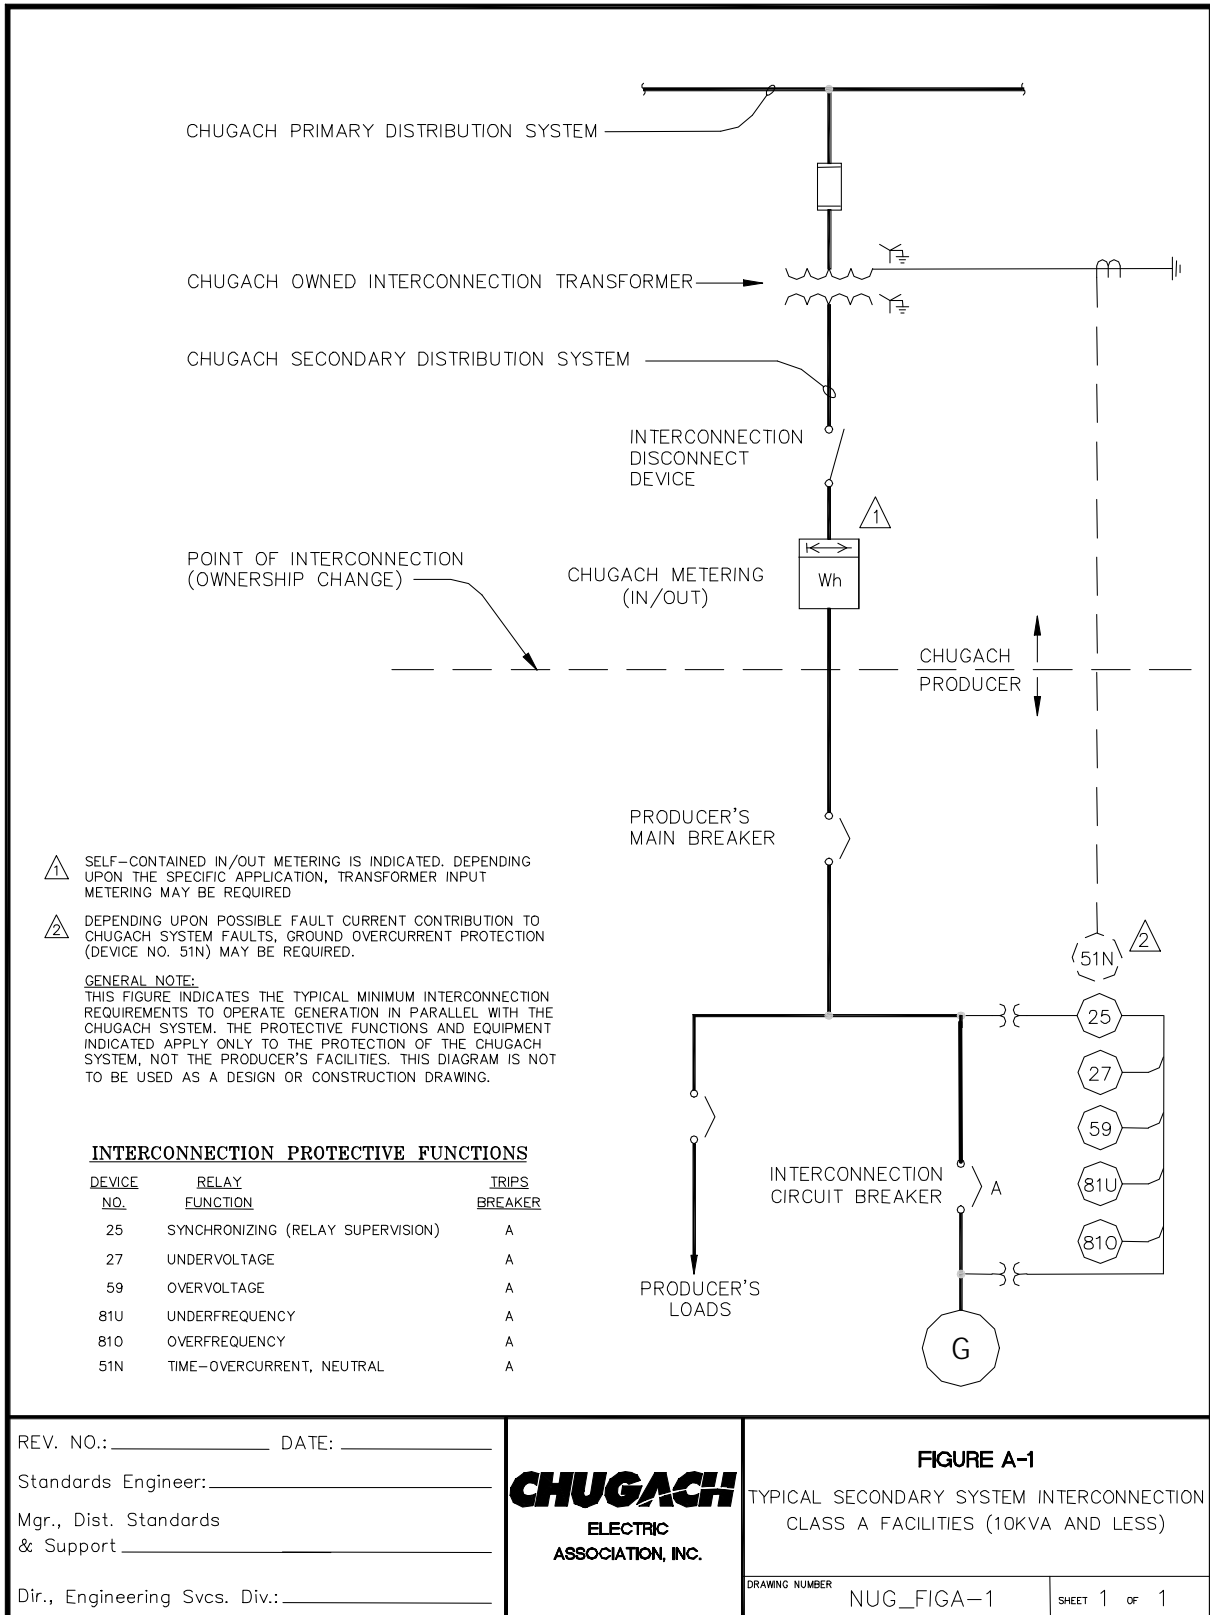 CHUGACH PRIMARY DISTRIBUTION SYSTEM
CHUGACH OWNED INTERCONNECTION TRANSFORMER
CHUGACH SECONDARY DISTRIBUTION SYSTEM
INTERCONNECTION
DISCONNECT
DEVICE
1
POINT OF INTERCONNECTION
(OWNERSHIP CHANGE)
CHUGACH METERING
(IN/OUT)
Wh
CHUGACH
PRODUCER
PRODUCER'S
MAIN BREAKER
1 SELF-CONTAINED IN/OUT METERING IS INDICATED. DEPENDING
UPON THE SPECIFIC APPLICATION, TRANSFORMER INPUT
METERING MAY BE REQUIRED
2 DEPENDING UPON POSSIBLE FAULT CURRENT CONTRIBUTION TO
CHUGACH SYSTEM FAULTS, GROUND OVERCURRENT PROTECTION
(DEVICE NO. 51N) MAY BE REQUIRED.
GENERAL NOTE:
THIS FIGURE INDICATES THE TYPICAL MINIMUM INTERCONNECTION
REQUIREMENTS TO OPERATE GENERATION IN PARALLEL WITH THE
CHUGACH SYSTEM. THE PROTECTIVE FUNCTIONS AND EQUIPMENT
INDICATED APPLY ONLY TO THE PROTECTION OF THE CHUGACH
SYSTEM, NOT THE PRODUCER'S FACILITIES. THIS DIAGRAM IS NOT
TO BE USED AS A DESIGN OR CONSTRUCTION DRAWING.
51N 2
25
27
59
81U
81O
INTERCONNECTION
CIRCUIT BREAKER
A
PRODUCER'S
LOADS
G
INTERCONNECTION PROTECTIVE FUNCTIONS
DEVICE RELAY TRIPS
NO. FUNCTION BREAKER
25 SYNCHRONIZING (RELAY SUPERVISION) A
27 UNDERVOLTAGE A
59 OVERVOLTAGE A
81U UNDERFREQUENCY A
81O OVERFREQUENCY A
51N TIME-OVERCURRENT, NEUTRAL A
REV. NO.: DATE:
Standards Engineer:
Mgr., Dist. Standards
& Support
Dir., Engineering Svcs. Div.:
CHUGACH
ELECTRIC
ASSOCIATION, INC.
FIGURE A-1
TYPICAL SECONDARY SYSTEM INTERCONNECTION
CLASS A FACILITIES (10KVA AND LESS)
DRAWING NUMBER NUG_FIGA-1 SHEET 1 OF 1